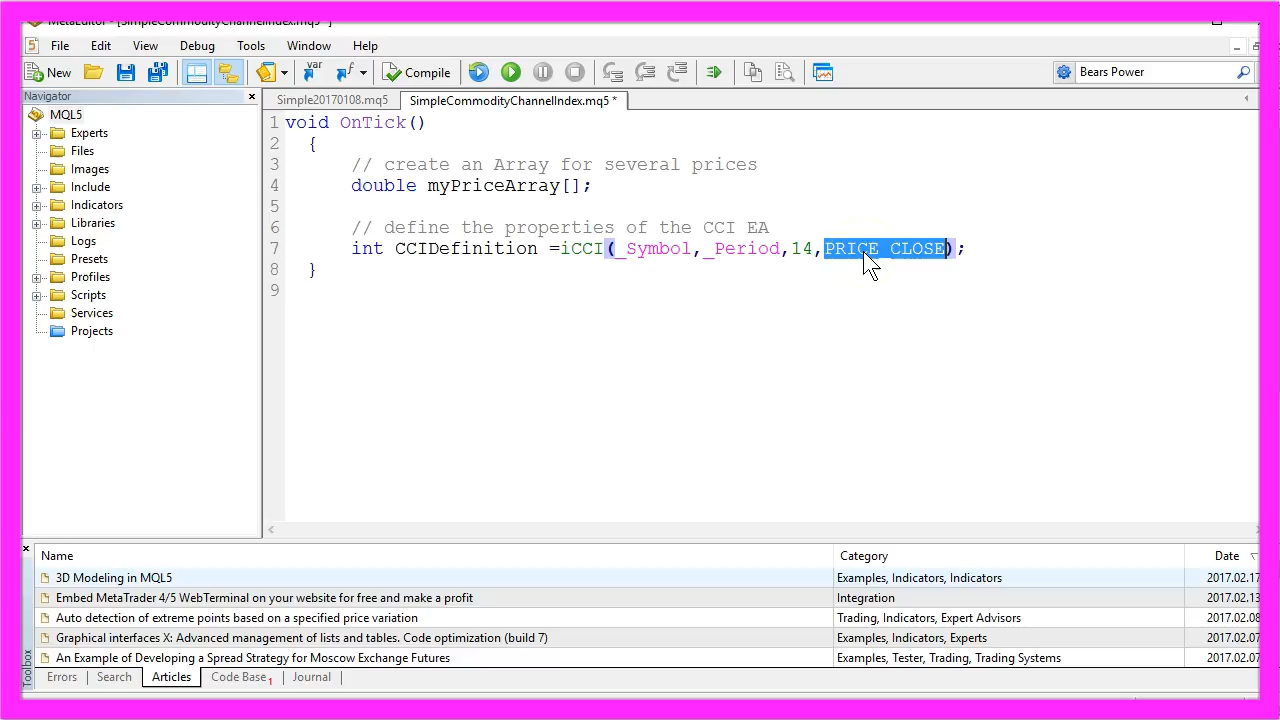 MetaEditor - [SimpleCommodityChannelIndex.mq5 *]
5 File Edit View Debug Tools Window Help
New var Compile Bears Power
Navigator
Simple20170108.mq5 SimpleCommodityChannelIndex.mq5 *
MQL5
Experts
Files
Images
Include
Indicators
Libraries
Logs
Presets
Profiles
Scripts
Services
Projects
1 void OnTick()
2 {
3 // create an Array for several prices
4 double myPriceArray[];
5
6 // define the properties of the CCI EA
7 int CCIDefinition =iCCI(_Symbol,_Period,14,PRICE_CLOSE);
8 }
9
Name Category Date
3D Modeling in MQL5 Examples, Indicators, Indicators 2017.02.17
Embed MetaTrader 4/5 WebTerminal on your website for free and make a profit Integration 2017.02.13
Auto detection of extreme points based on a specified price variation Trading, Indicators, Expert Advisors 2017.02.08
Graphical interfaces X: Advanced management of lists and tables. Code optimization (build 7) Examples, Indicators, Experts 2017.02.07
An Example of Developing a Spread Strategy for Moscow Exchange Futures Examples, Tester, Trading, Trading Systems 2017.02.07
Toolbox
Errors Search Articles Code Base 1 Journal